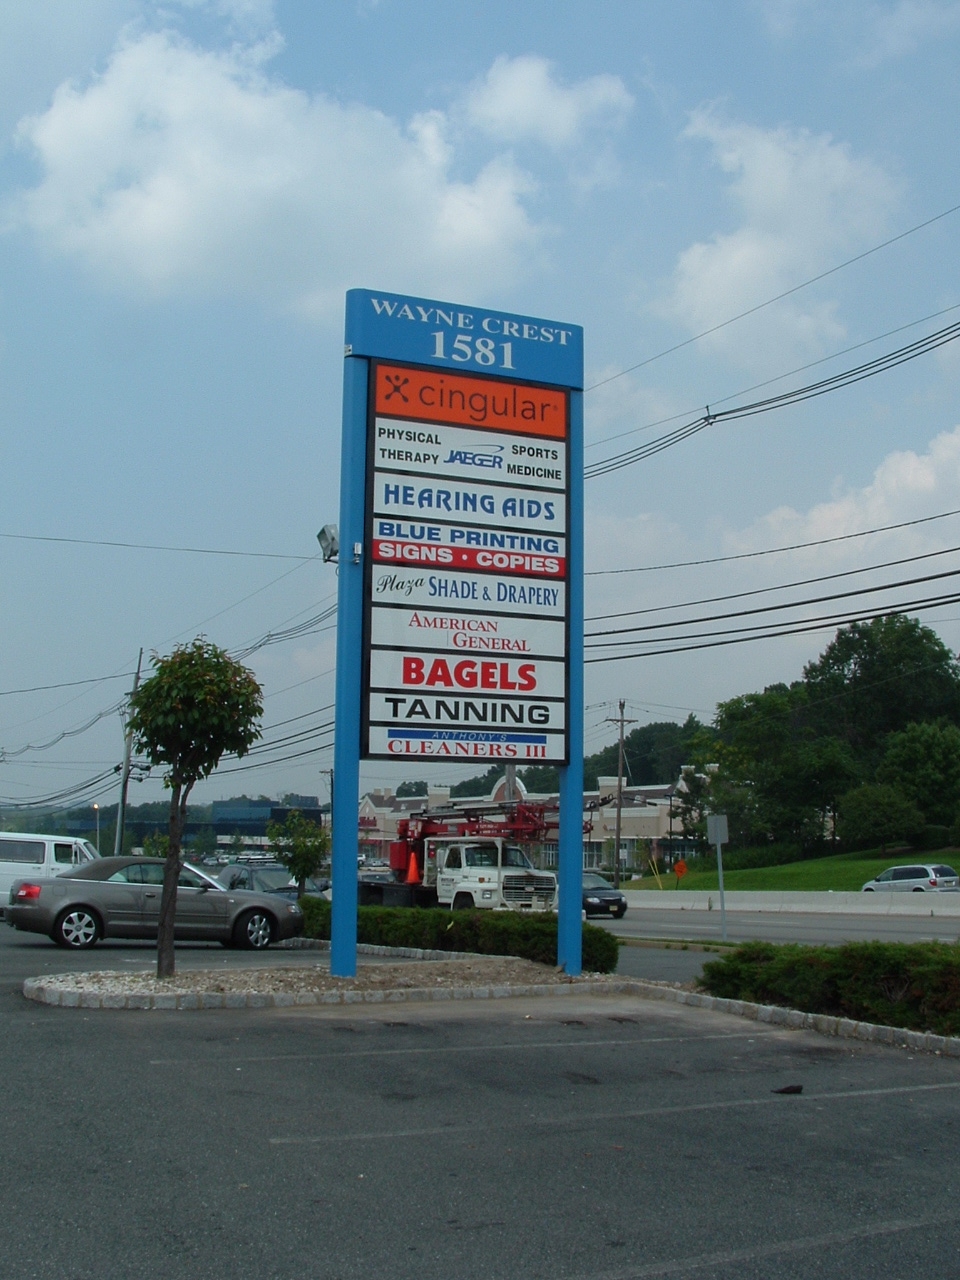 WAYNE CREST
1581
cingular
PHYSICAL THERAPY JAEGER SPORTS MEDICINE
HEARING AIDS
BLUE PRINTING
SIGNS • COPIES
Plaza SHADE & DRAPERY
AMERICAN
GENERAL
BAGELS
TANNING
ANTHONY'S
CLEANERS III